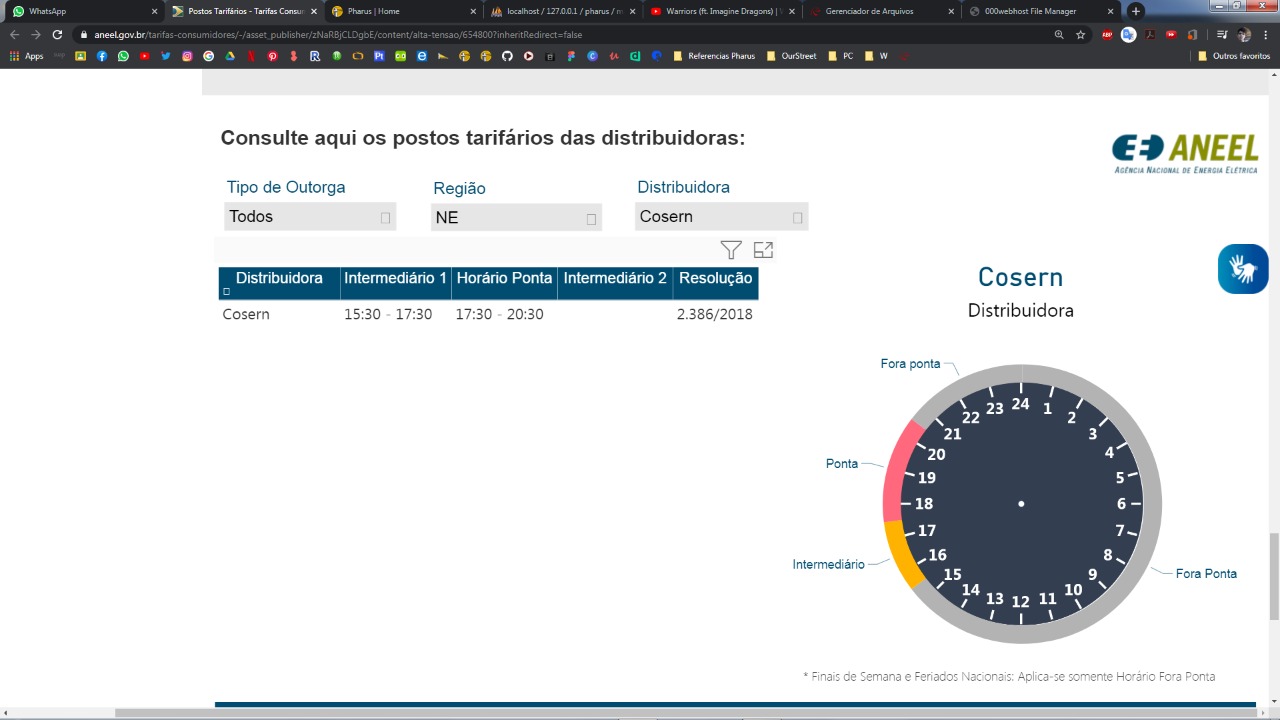 WhatsApp
Postos Tarifários - Tarifas Consum
Pharus | Home
localhost / 127.0.0.1 / pharus / m
Warriors (ft. Imagine Dragons) | W
Gerenciador de Arquivos
000webhost File Manager
aneel.gov.br/tarifas-consumidores/-/asset_publisher/zNaRBjCLDgbE/content/alta-tensao/654800?inheritRedirect=false
Apps
Referencias Pharus
OurStreet
PC
W
Outros favoritos
Consulte aqui os postos tarifários das distribuidoras:
ANEEL
AGÊNCIA NACIONAL DE ENERGIA ELÉTRICA
Tipo de Outorga
Região
Distribuidora
Todos
NE
Cosern
Distribuidora Intermediário 1 Horário Ponta Intermediário 2 Resolução
Cosern 15:30 - 17:30 17:30 - 20:30 2.386/2018
Cosern
Distribuidora
Fora ponta
Ponta
Intermediário
Fora Ponta
24
1
2
3
4
5
6
7
8
9
10
11
12
13
14
15
16
17
18
19
20
21
22
23
* Finais de Semana e Feriados Nacionais: Aplica-se somente Horário Fora Ponta